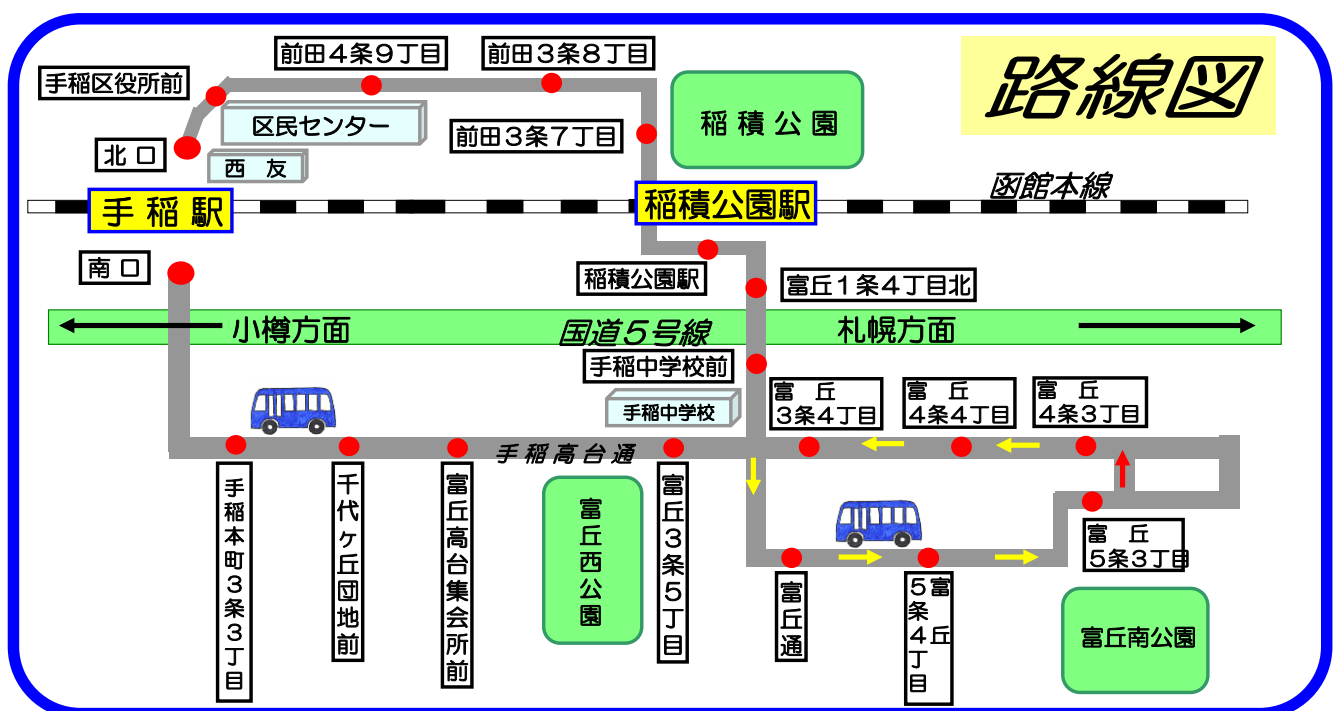 路線図
前田4条9丁目
前田3条8丁目
手稲区役所前
区民センター
前田3条7丁目
稲積公園
北口
西友
函館本線
手稲駅
稲積公園駅
南口
稲積公園駅
富丘1条4丁目北
小樽方面
国道5号線
札幌方面
手稲中学校前
手稲中学校
富丘
3条4丁目
富丘
4条4丁目
富丘
4条3丁目
手稲高台通
手稲本町3条3丁目
千代ヶ丘団地前
富丘高台集会所前
富丘西公園
富丘3条5丁目
富丘通
富丘
5条4丁目
富丘
5条3丁目
富丘南公園